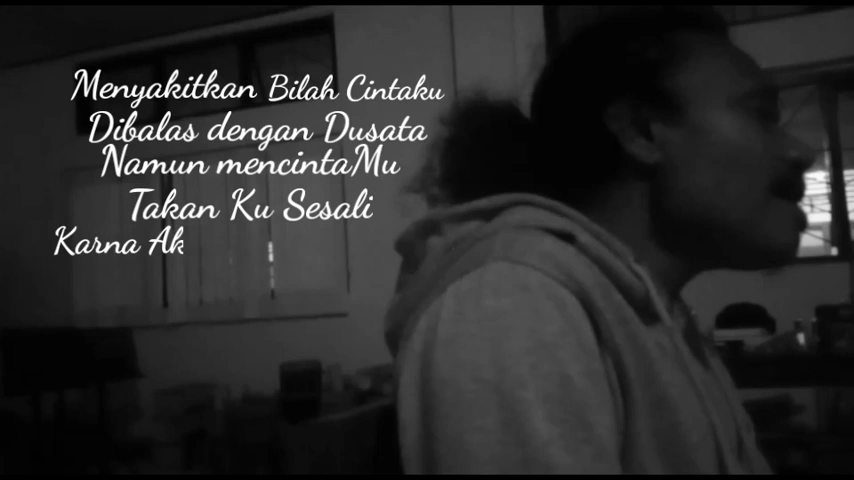 Menyakitkan Bilah Cintaku
Dibalas dengan Dusata
Namun mencintaMu
Takan Ku Sesali
Karna Ak